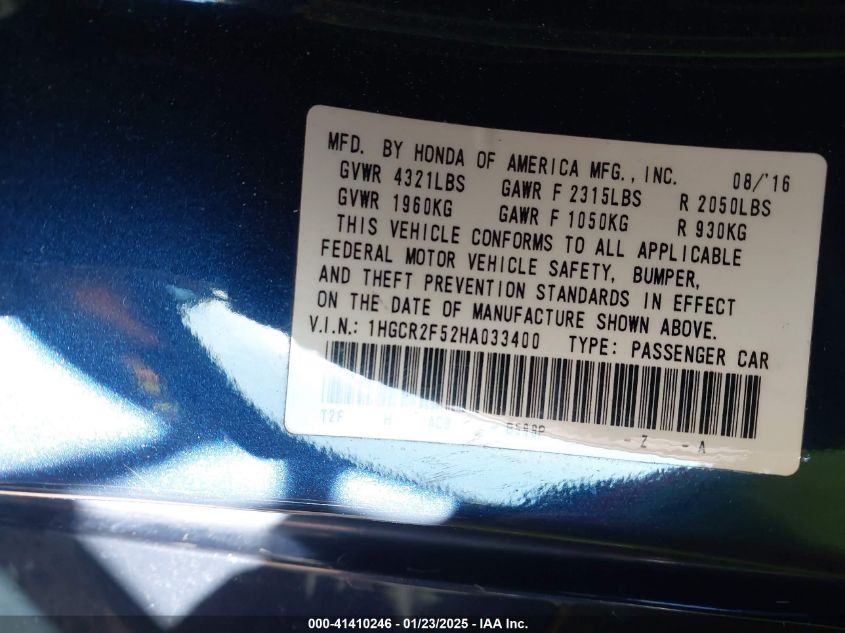 MFD. BY HONDA OF AMERICA MFG., INC. 08/'16
GVWR 4321LBS GAWR F 2315LBS R 2050LBS
GVWR 1960KG GAWR F 1050KG R 930KG
THIS VEHICLE CONFORMS TO ALL APPLICABLE
FEDERAL MOTOR VEHICLE SAFETY, BUMPER,
AND THEFT PREVENTION STANDARDS IN EFFECT
ON THE DATE OF MANUFACTURE SHOWN ABOVE.
V.I.N.: 1HGCR2F52HA033400 TYPE: PASSENGER CAR
T2F H - Z - A
000-41410246 - 01/23/2025 - IAA Inc.